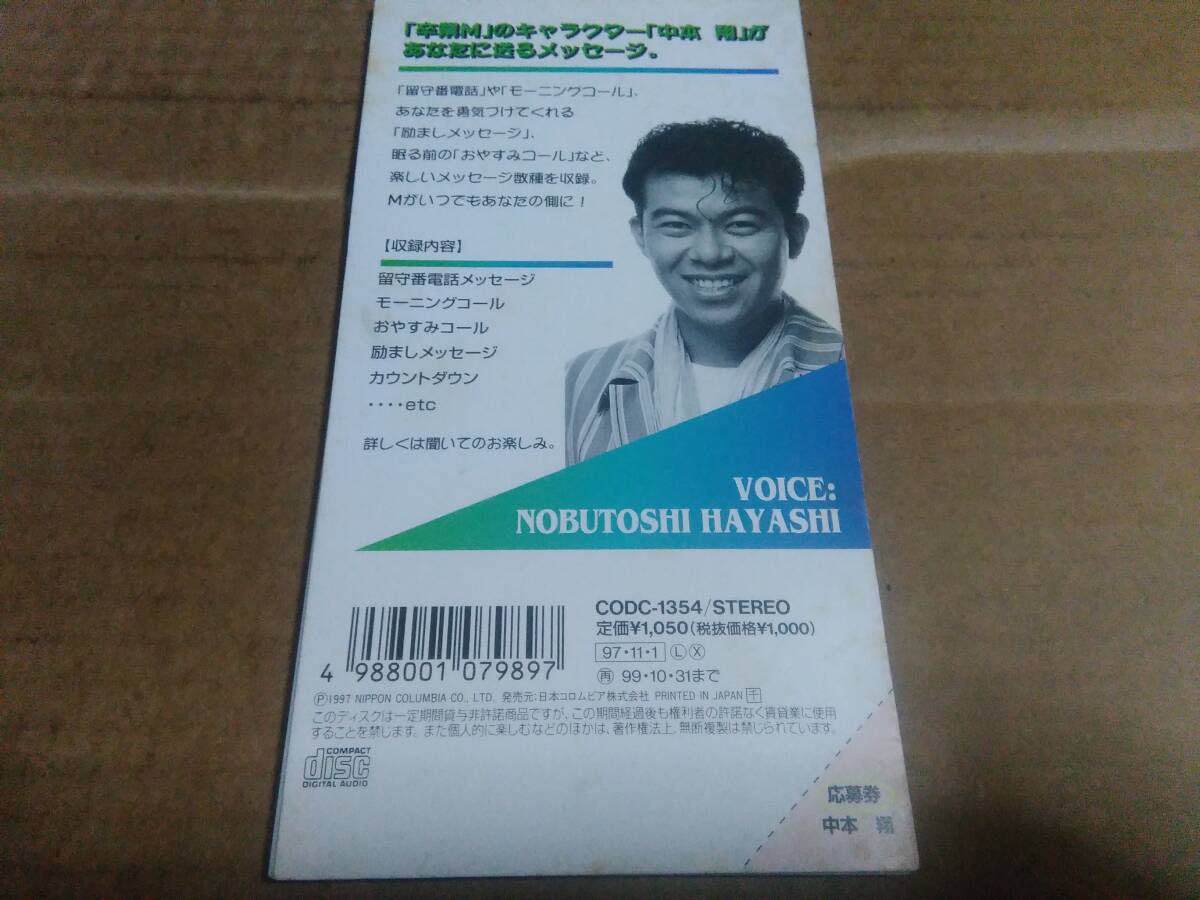 「卒業M」のキャラクター「中本 翔」が
あなたに送るメッセージ。
「留守番電話」や「モーニングコール」、
あなたを勇気づけてくれる
「励ましメッセージ」、
眠る前の「おやすみコール」など、
楽しいメッセージ数種を収録。
Mがいつでもあなたの側に！
【収録内容】
留守番電話メッセージ
モーニングコール
おやすみコール
励ましメッセージ
カウントダウン
・・・・etc
詳しくは聞いてのお楽しみ。
VOICE:
NOBUTOSHI HAYASHI
CODC-1354/STEREO
定価¥1,050(税抜価格¥1,000)
97・11・1 Ⓛ Ⓧ
㊢ 99・10・31まで
4 988001 079897
Ⓟ1997 NIPPON COLUMBIA CO., LTD. 発売元:日本コロムビア株式会社 PRINTED IN JAPAN 千
このディスクは一定期間貸与非許諾商品ですが、この期間経過後も権利者の許諾なく賃貸業に使用
することを禁じます。また個人的に楽しむなどのほかは、著作権法上、無断複製は禁じられています。
COMPACT
disc
DIGITAL AUDIO
応募券
中本 翔